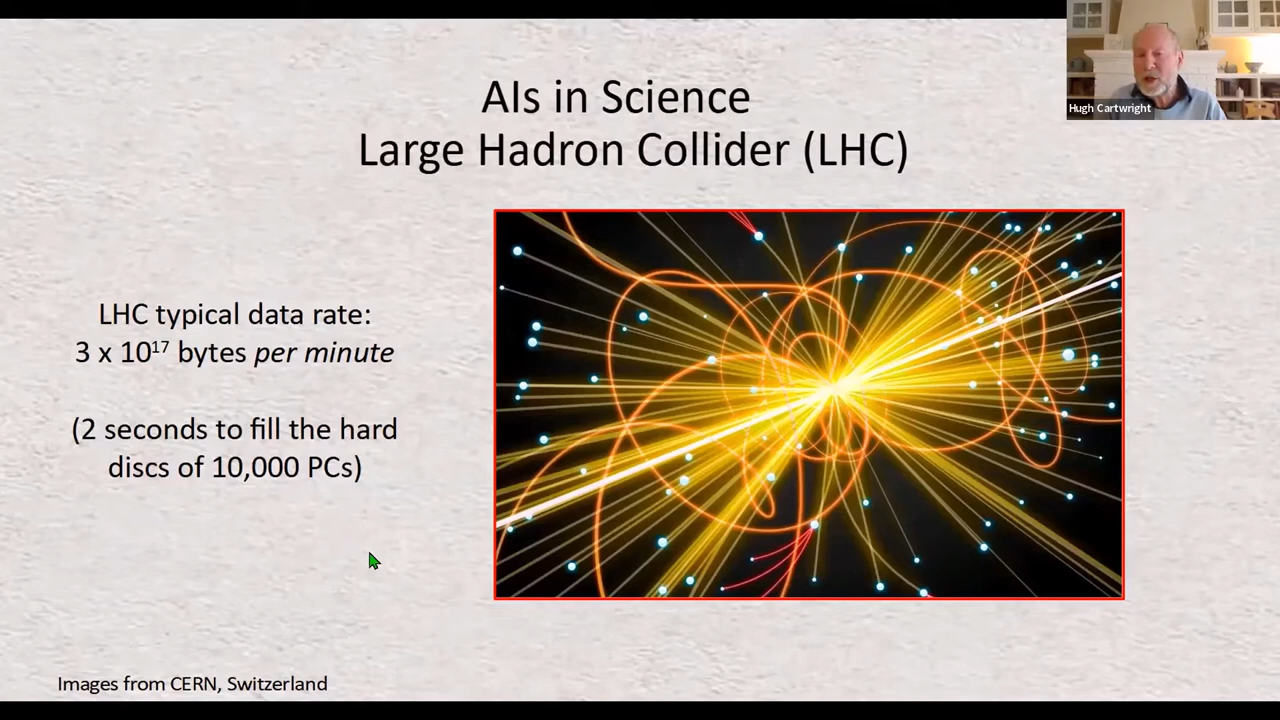 AIs in Science
Large Hadron Collider (LHC)
Hugh Cartwright
LHC typical data rate:
3 x 10¹⁷ bytes per minute
(2 seconds to fill the hard
discs of 10,000 PCs)
Images from CERN, Switzerland